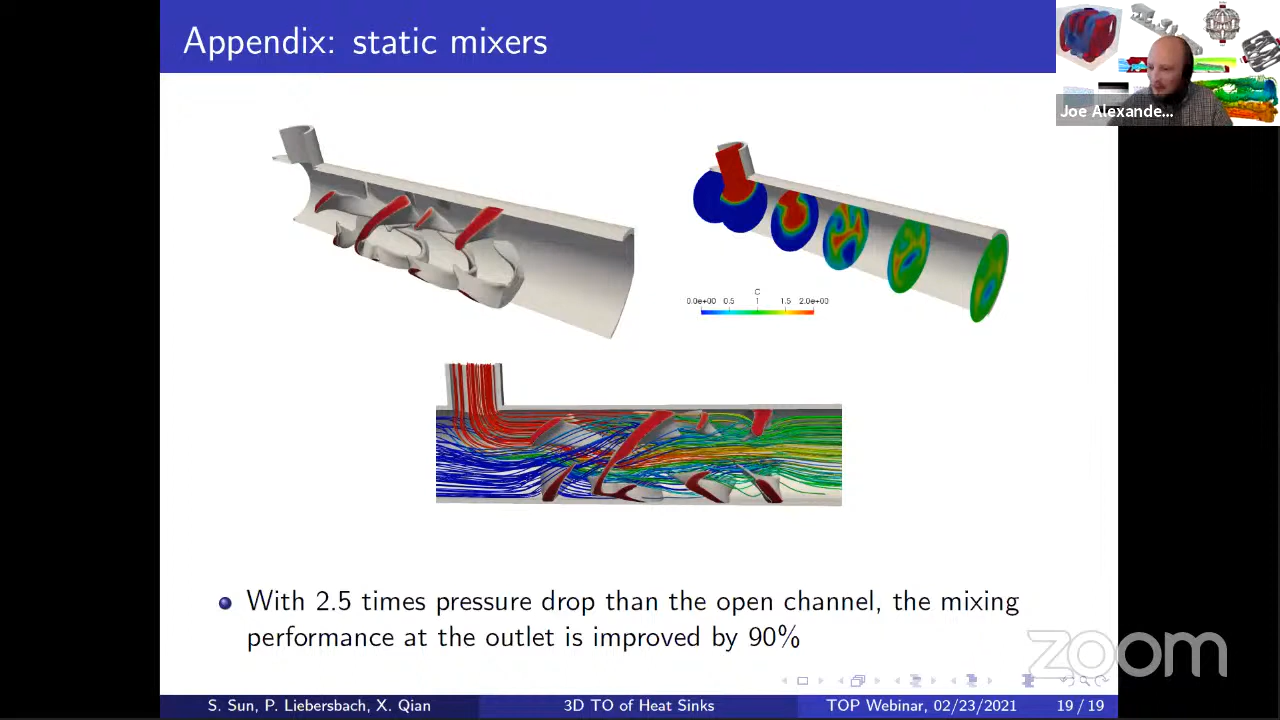 Appendix: static mixers
Joe Alexande...
C
0.0e+00 0.5 1 1.5 2.0e+00
With 2.5 times pressure drop than the open channel, the mixing
performance at the outlet is improved by 90%
zoom
S. Sun, P. Liebersbach, X. Qian 3D TO of Heat Sinks TOP Webinar, 02/23/2021 19 / 19